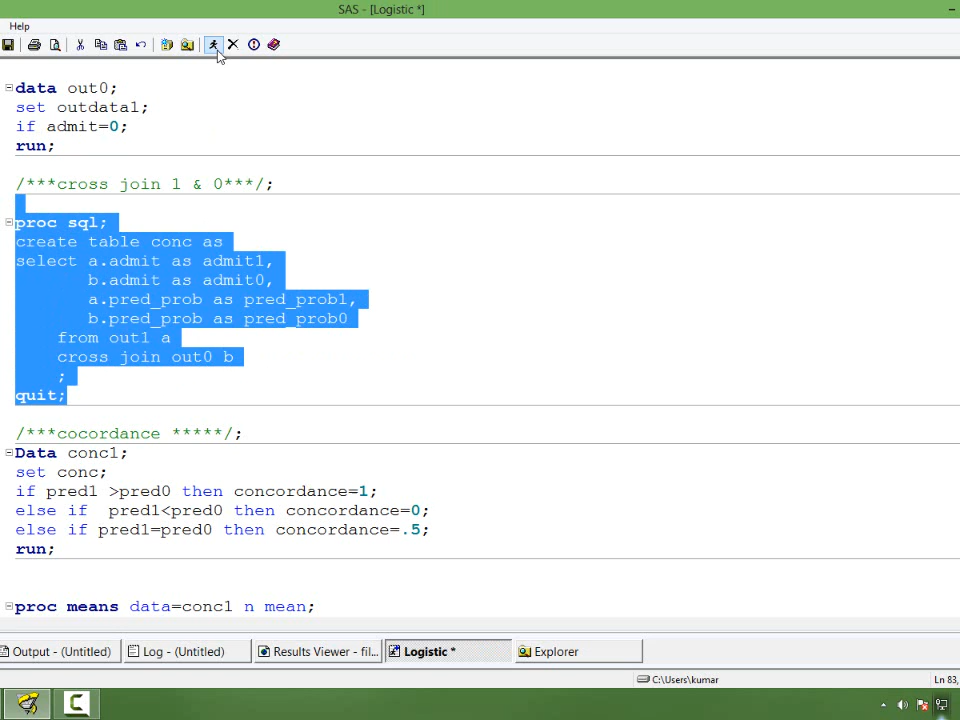 SAS - [Logistic *]
Help
data out0;
set outdata1;
if admit=0;
run;
/***cross join 1 & 0***/;
proc sql;
create table conc as
select a.admit as admit1,
b.admit as admit0,
a.pred_prob as pred_prob1,
b.pred_prob as pred_prob0
from out1 a
cross join out0 b
;
quit;
/***cocordance *****/;
Data conc1;
set conc;
if pred1 >pred0 then concordance=1;
else if  pred1<pred0 then concordance=0;
else if pred1=pred0 then concordance=.5;
run;
proc means data=conc1 n mean;
Output - (Untitled) Log - (Untitled) Results Viewer - fil... Logistic * Explorer
C:\Users\kumar Ln 83,